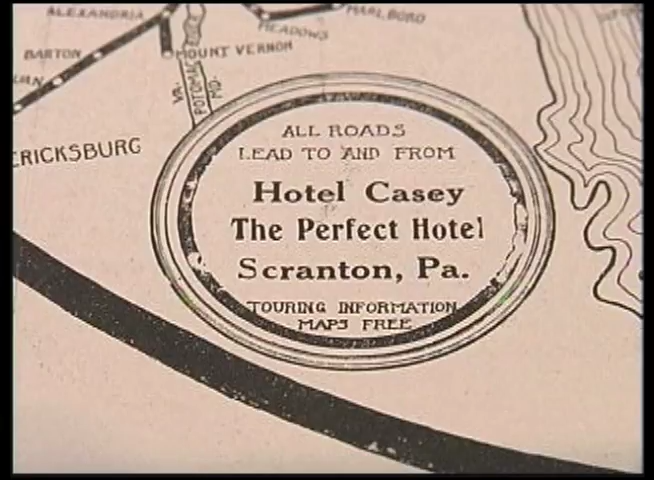 ALEXANDRIA
MARLBORO
MEADOWS
BARTON
MOUNT VERNON
VA.
POTOMAC
MD.
ERICKSBURG
ALL ROADS
LEAD TO AND FROM
Hotel Casey
The Perfect Hotel
Scranton, Pa.
TOURING INFORMATION
MAPS FREE